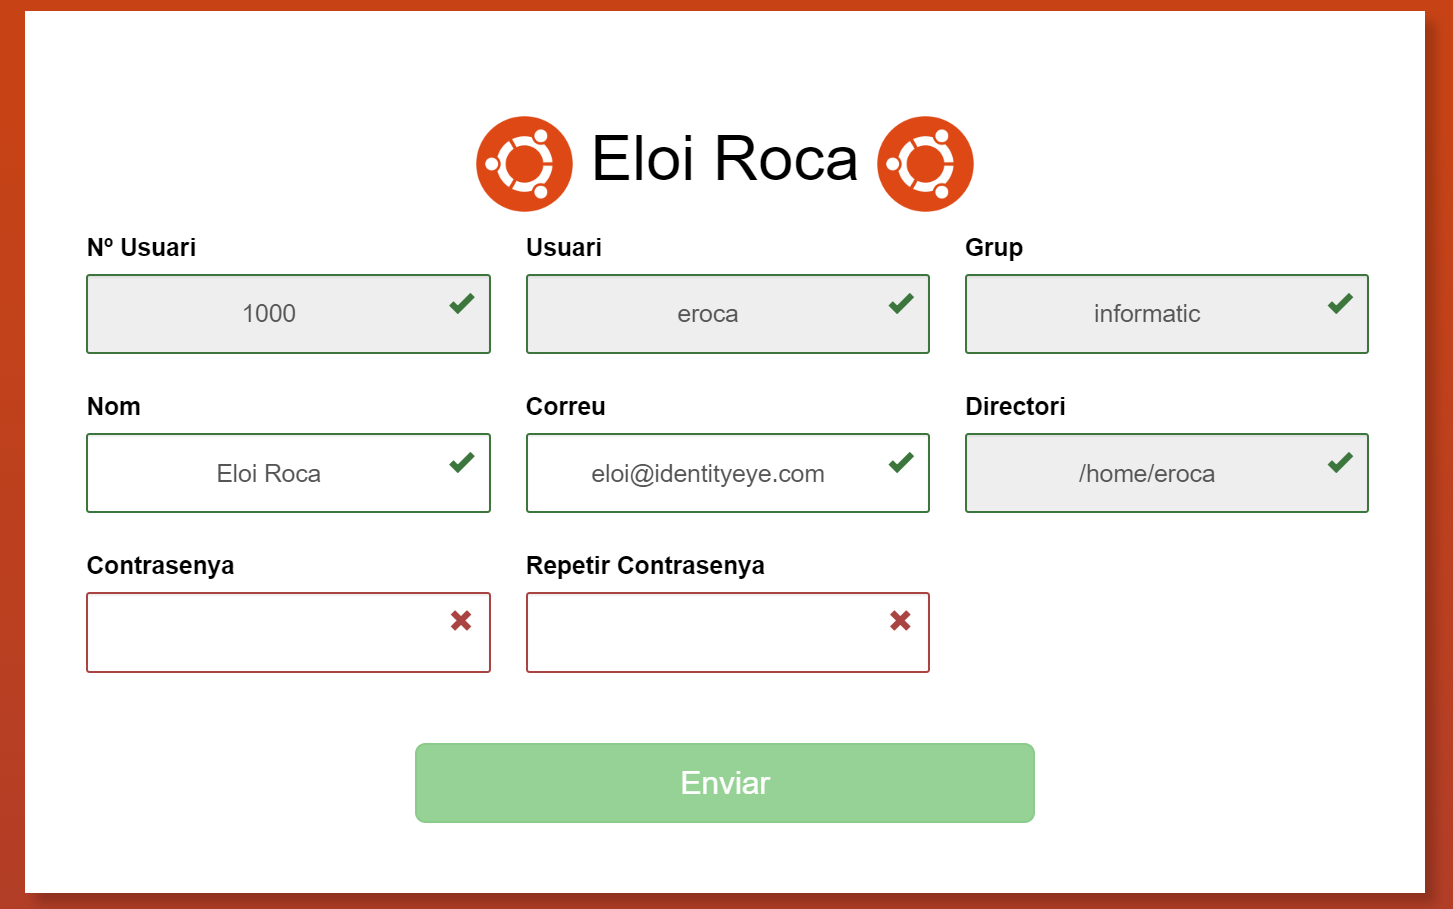 Eloi Roca
Nº Usuari
Usuari
Grup
1000
eroca
informatic
Nom
Correu
Directori
Eloi Roca
eloi@identityeye.com
/home/eroca
Contrasenya
Repetir Contrasenya
Enviar